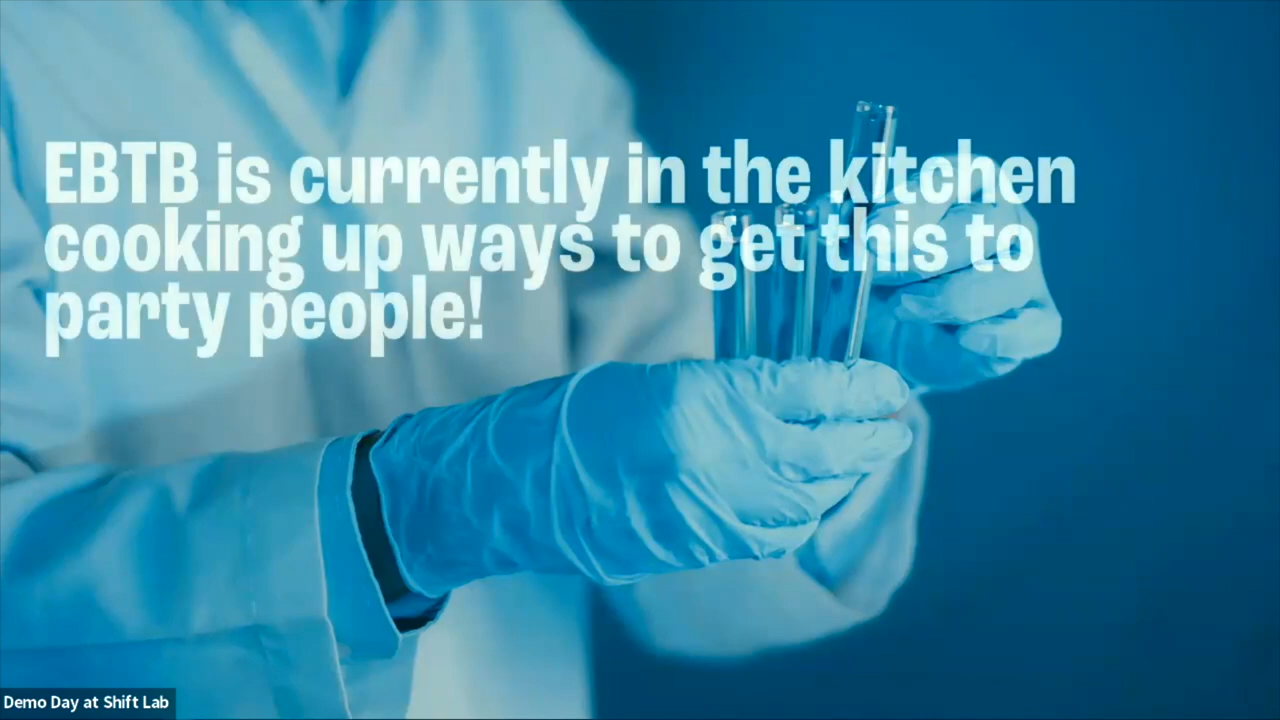 EBTB is currently in the kitchen
cooking up ways to get this to
party people!
Demo Day at Shift Lab